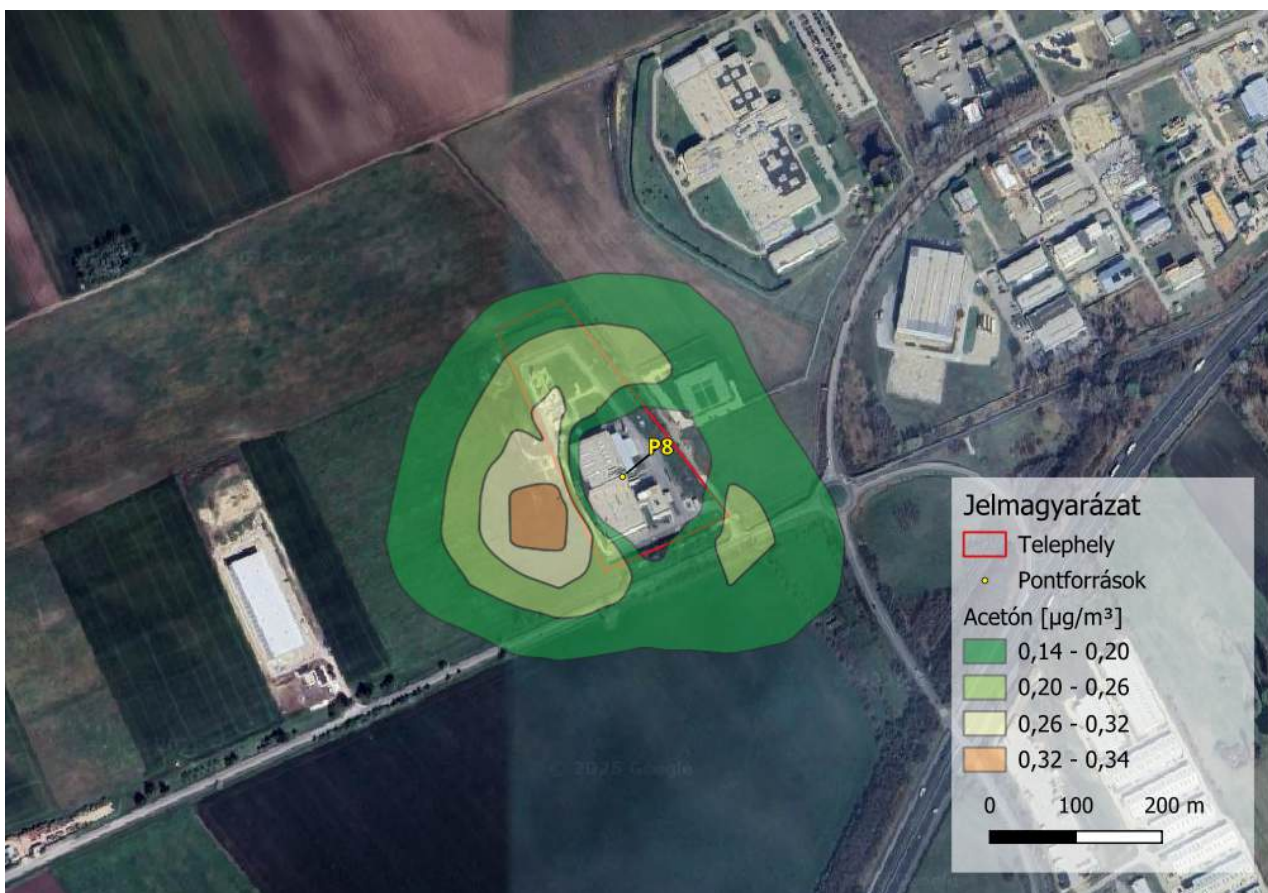 P8
Jelmagyarázat
Telephely
Pontforrások
Acetón [µg/m³]
0,14 - 0,20
0,20 - 0,26
0,26 - 0,32
0,32 - 0,34
0 100 200 m
© 2025 Google